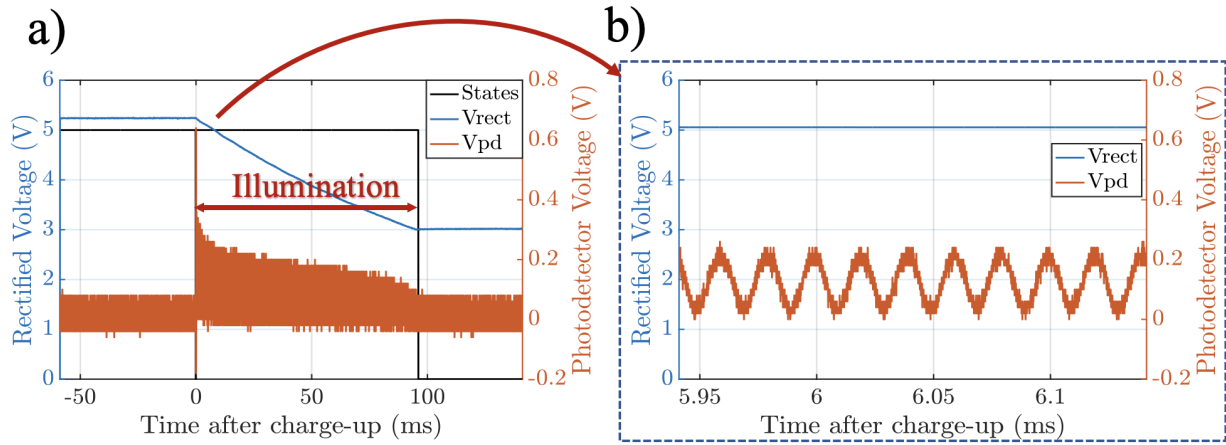 a)
6
5
4
3
2
1
0
Rectified Voltage (V)
0.8
0.6
0.4
0.2
0
-0.2
Photodetector Voltage (V)
States
Vrect
Vpd
Illumination
-50
0
50
100
Time after charge-up (ms)
b)
6
5
4
3
2
1
0
Rectified Voltage (V)
0.8
0.6
0.4
0.2
0
-0.2
Photodetector Voltage (V)
Vrect
Vpd
5.95
6
6.05
6.1
Time after charge-up (ms)